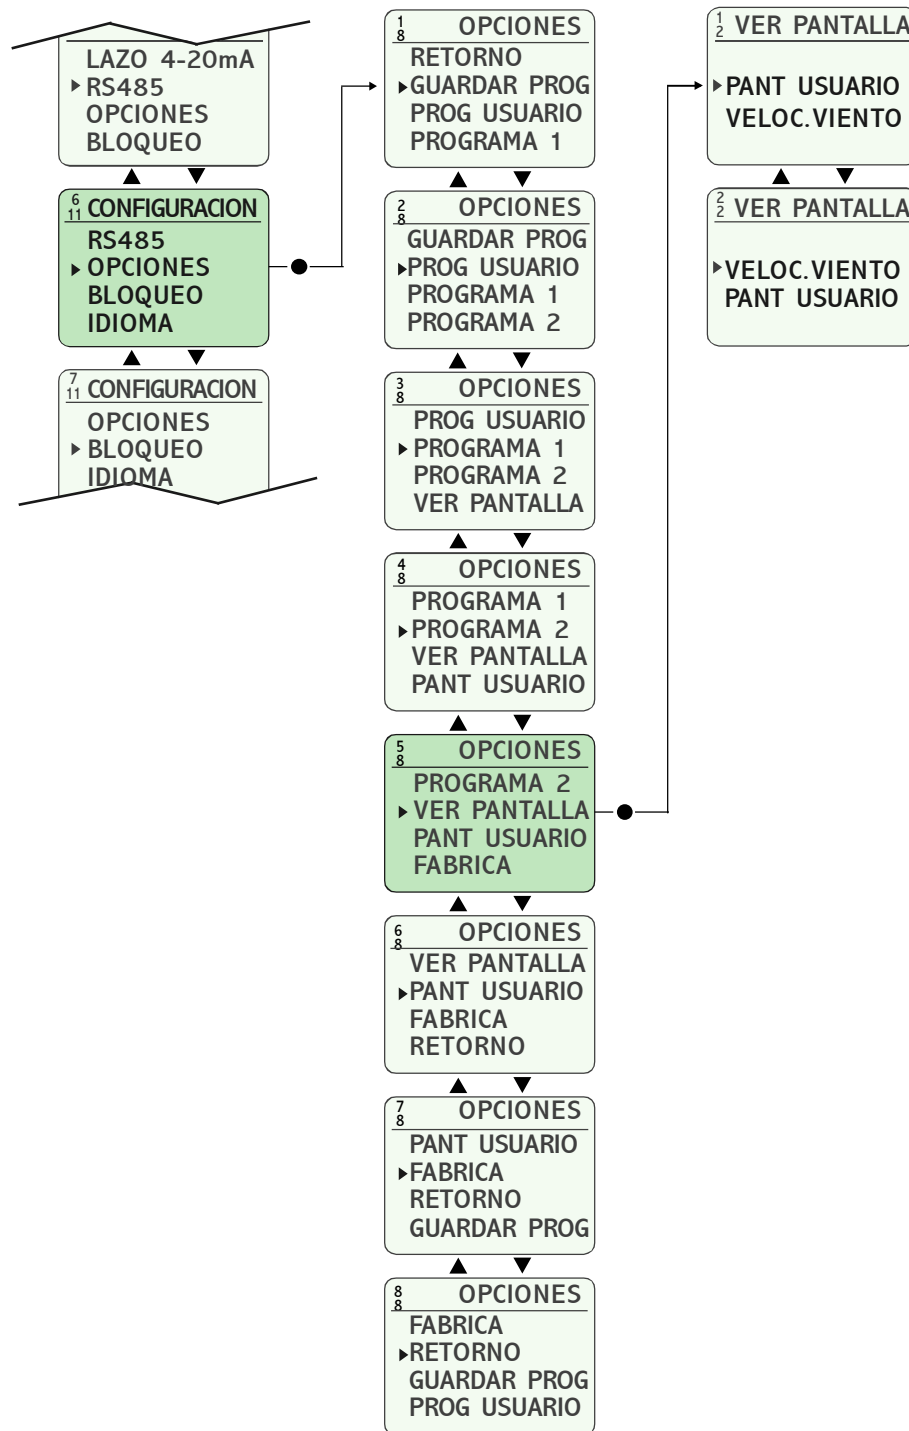 LAZO 4-20mA
RS485
OPCIONES
BLOQUEO
6
11 CONFIGURACION
RS485
OPCIONES
BLOQUEO
IDIOMA
7
11 CONFIGURACION
OPCIONES
BLOQUEO
IDIOMA
1
8 OPCIONES
RETORNO
GUARDAR PROG
PROG USUARIO
PROGRAMA 1
2
8 OPCIONES
GUARDAR PROG
PROG USUARIO
PROGRAMA 1
PROGRAMA 2
3
8 OPCIONES
PROG USUARIO
PROGRAMA 1
PROGRAMA 2
VER PANTALLA
4
8 OPCIONES
PROGRAMA 1
PROGRAMA 2
VER PANTALLA
PANT USUARIO
5
8 OPCIONES
PROGRAMA 2
VER PANTALLA
PANT USUARIO
FABRICA
6
8 OPCIONES
VER PANTALLA
PANT USUARIO
FABRICA
RETORNO
7
8 OPCIONES
PANT USUARIO
FABRICA
RETORNO
GUARDAR PROG
8
8 OPCIONES
FABRICA
RETORNO
GUARDAR PROG
PROG USUARIO
1
2 VER PANTALLA
PANT USUARIO
VELOC.VIENTO
2
2 VER PANTALLA
VELOC.VIENTO
PANT USUARIO